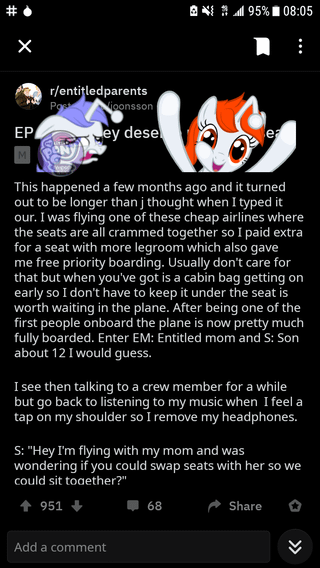 95% 08:05
r/entitledparents
Pos /joonsson
EP ey dese ea
M
This happened a few months ago and it turned
out to be longer than j thought when I typed it
our. I was flying one of these cheap airlines where
the seats are all crammed together so I paid extra
for a seat with more legroom which also gave
me free priority boarding. Usually don't care for
that but when you've got is a cabin bag getting on
early so I don't have to keep it under the seat is
worth waiting in the plane. After being one of the
first people onboard the plane is now pretty much
fully boarded. Enter EM: Entitled mom and S: Son
about 12 I would guess.
I see then talking to a crew member for a while
but go back to listening to my music when I feel a
tap on my shoulder so I remove my headphones.
S: "Hey I'm flying with my mom and was
wondering if you could swap seats with her so we
could sit together?"
951 68 Share
Add a comment